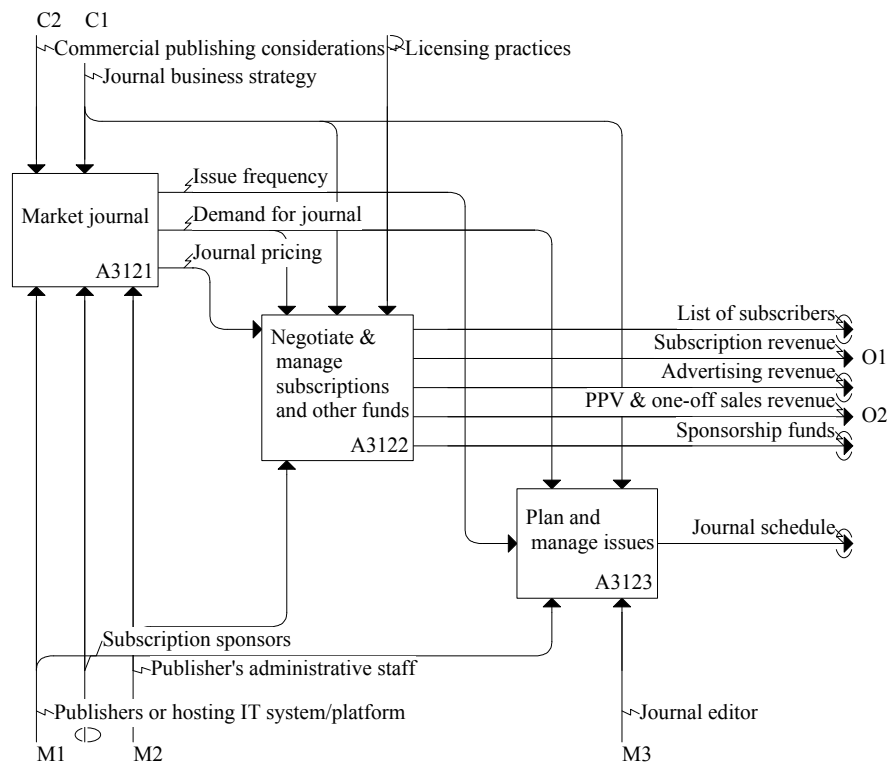 C2 C1
Commercial publishing considerations
Licensing practices
Journal business strategy
Issue frequency
Market journal
Demand for journal
Journal pricing
A3121
List of subscribers
Negotiate &
manage
subscriptions
and other funds
A3122
Subscription revenue
O1
Advertising revenue
PPV & one-off sales revenue
O2
Sponsorship funds
Plan and
manage issues
A3123
Journal schedule
Subscription sponsors
Publisher's administrative staff
Publishers or hosting IT system/platform
Journal editor
M1 M2 M3